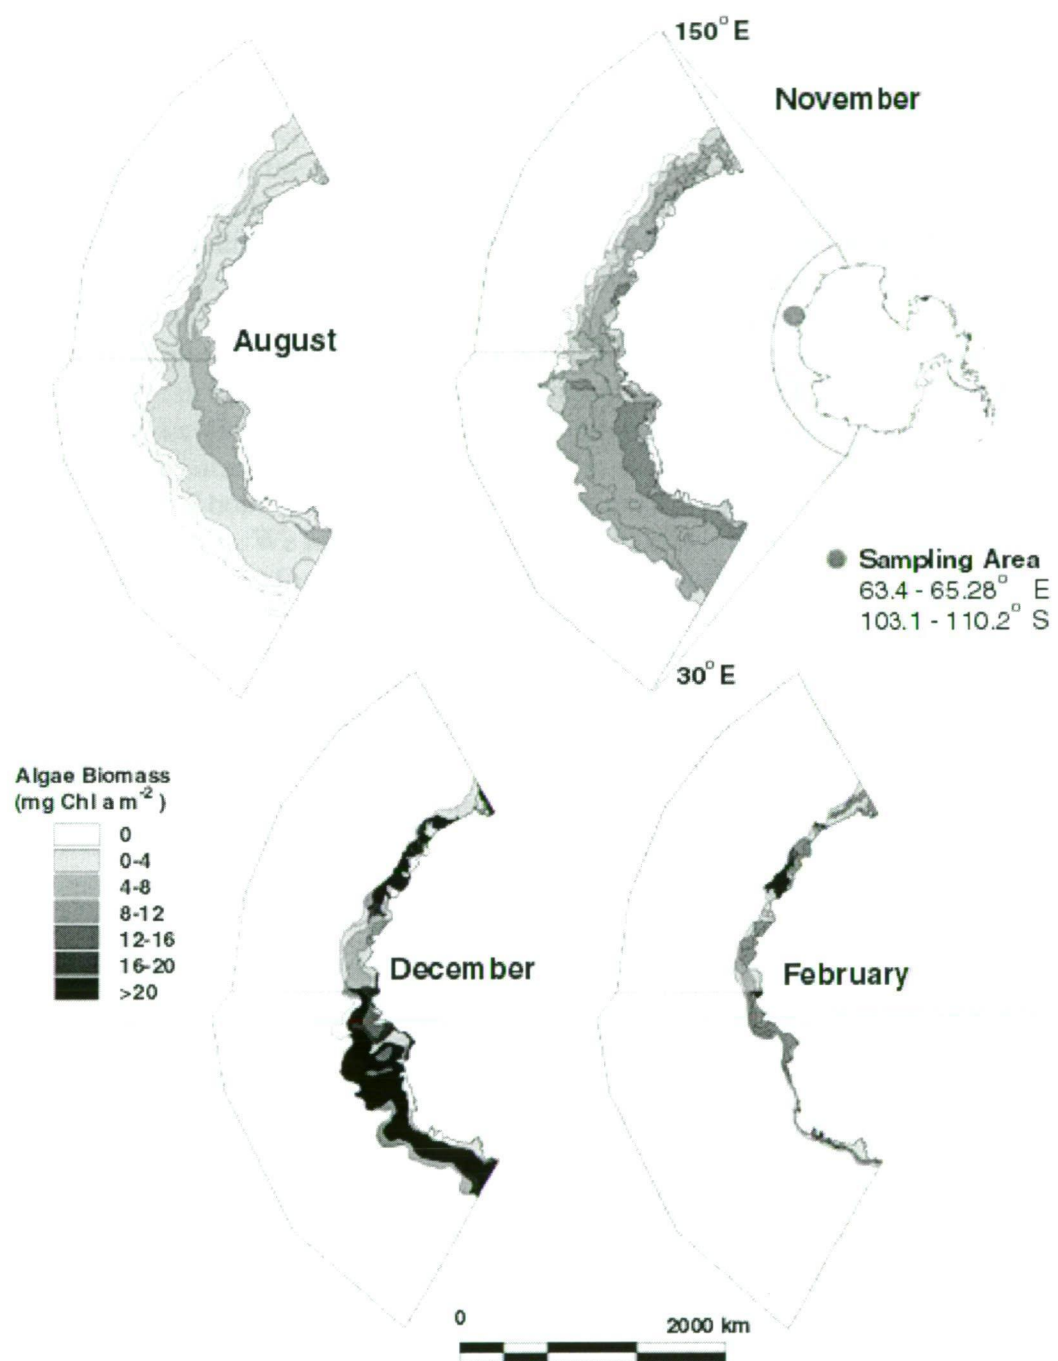 150° E
November
August
Sampling Area
63.4 - 65.28° E
103.1 - 110.2° S
30° E
Algae Biomass
(mg Chl a m⁻²)
0
0-4
4-8
8-12
12-16
16-20
>20
December
February
0
2000 km